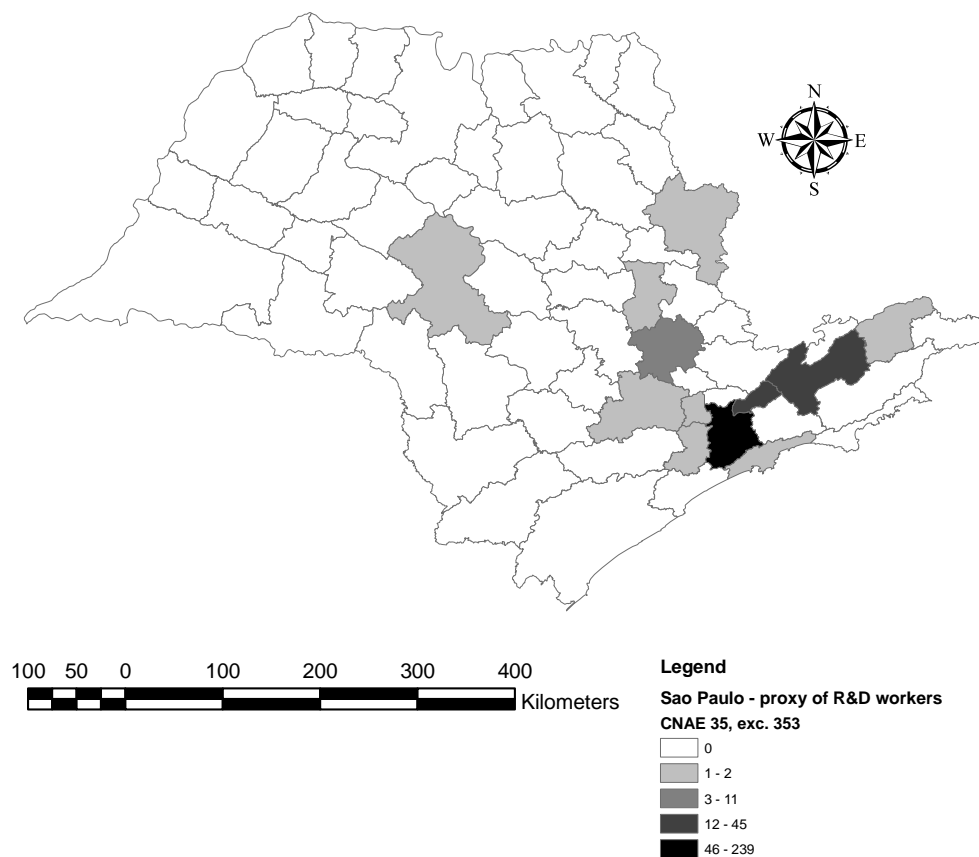 N
W E
S
100 50 0 100 200 300 400
Kilometers
Legend
Sao Paulo - proxy of R&D workers
CNAE 35, exc. 353
0
1 - 2
3 - 11
12 - 45
46 - 239